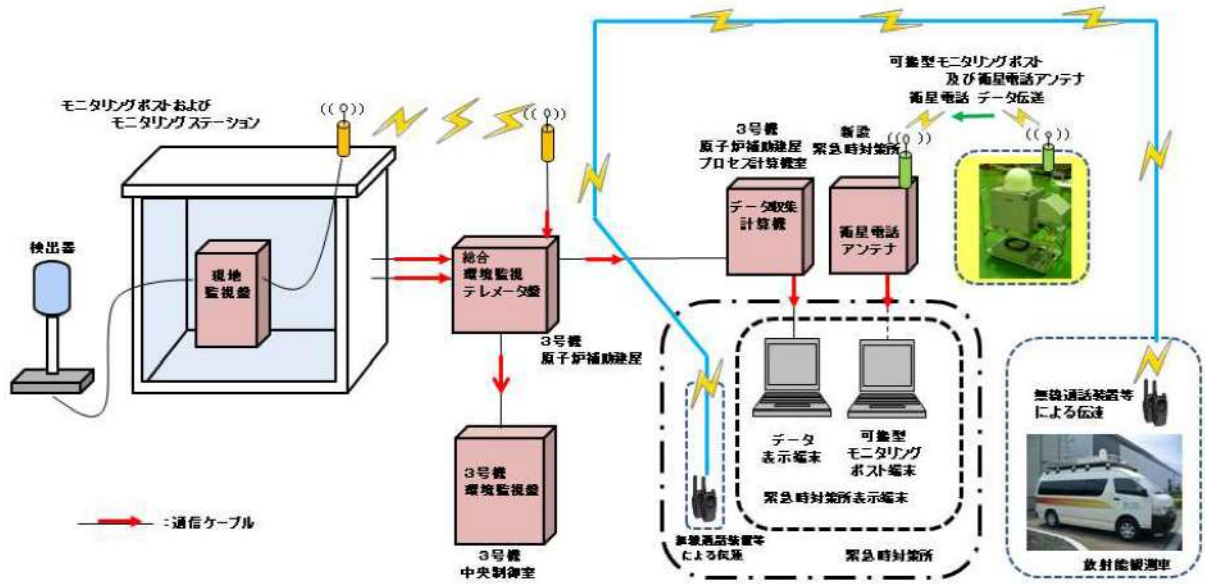 モニタリングポストおよび
モニタリングステーション
検出器
現地
監視盤
総合
環境監視
テレメータ盤
3号機
原子炉補助建屋
3号機
環境監視盤
3号機
中央制御室
:通信ケーブル
3号機
原子炉補助建屋
プロセス計算機室
データ収集
計算機
新設
緊急時対策所
衛星電話
アンテナ
可搬型モニタリングポスト
及び衛星電話アンテナ
衛星電話 データ伝送
データ
表示端末
可搬型
モニタリング
ポスト端末
緊急時対策所表示端末
緊急時対策所
無線通話装置等
による伝達
無線通話装置等
による伝達
放射能観測車